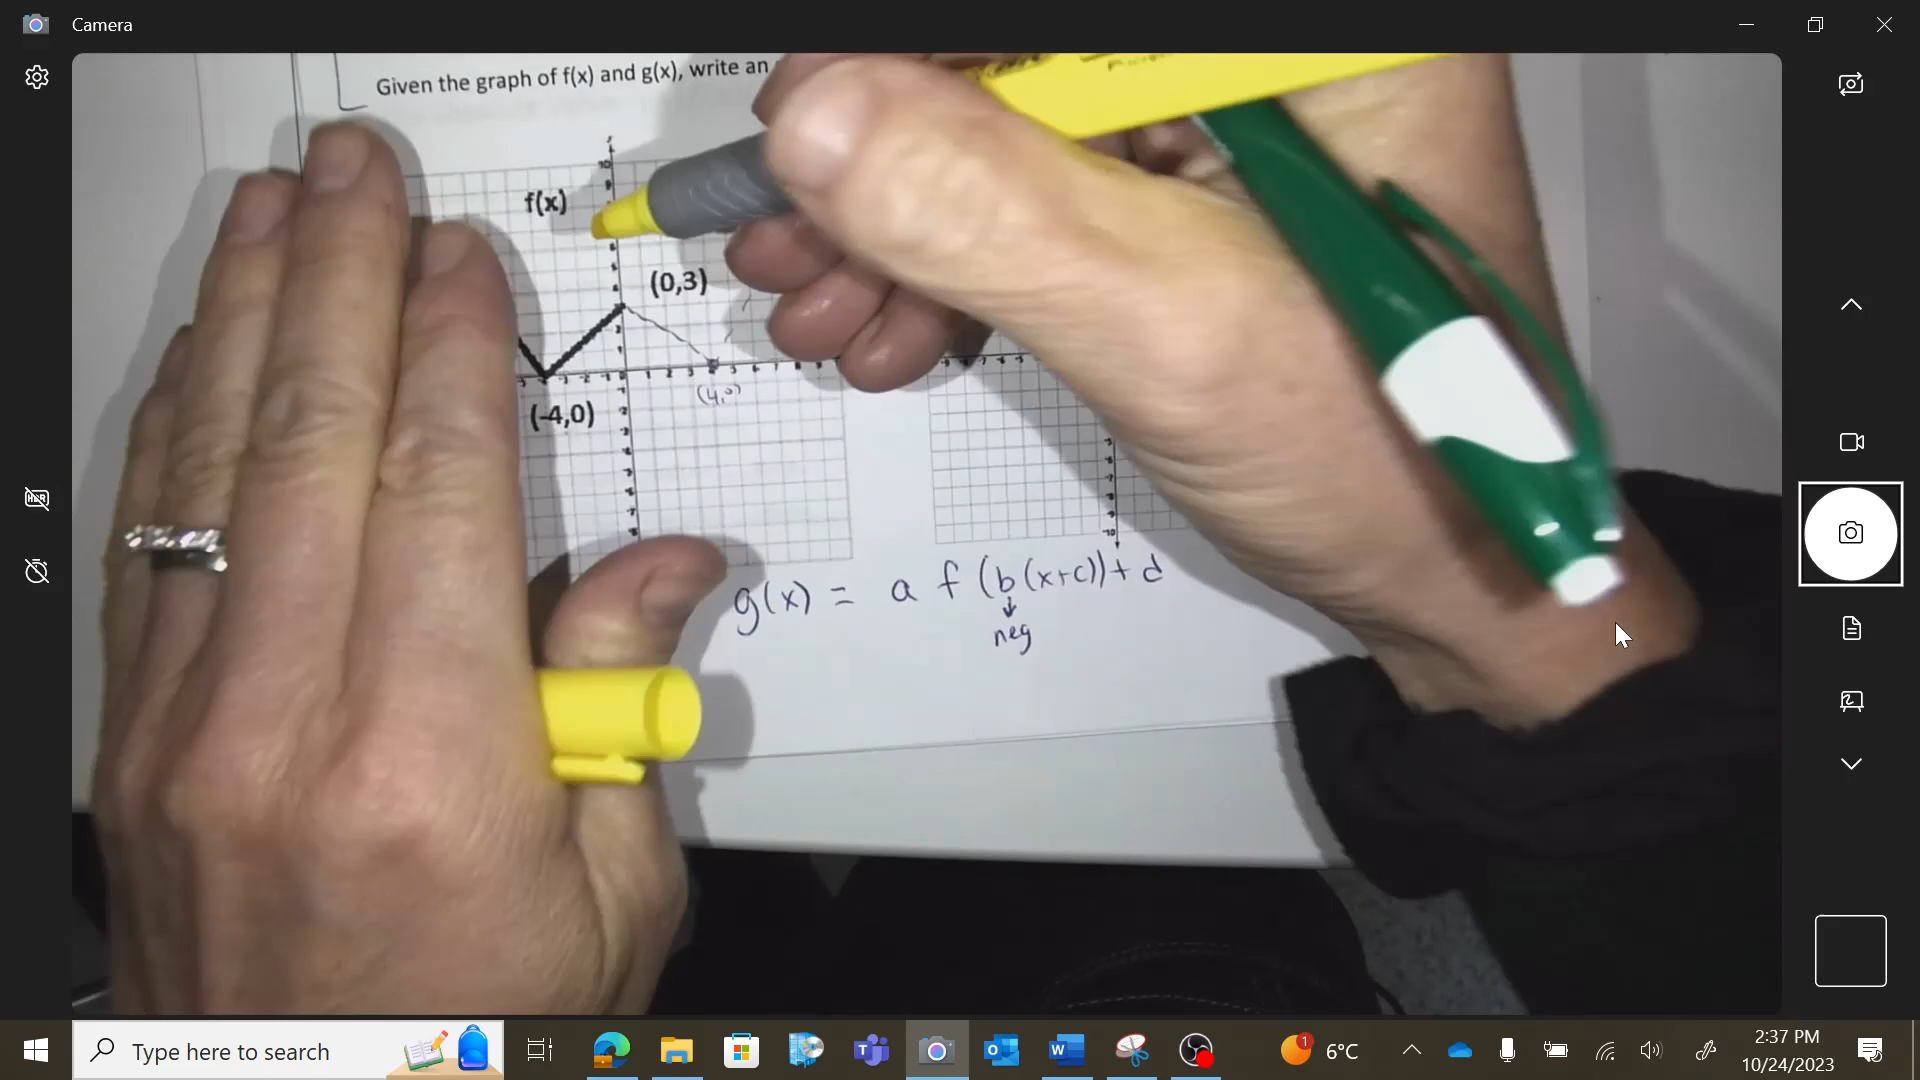 Camera
Given the graph of f(x) and g(x), write an
f(x)
(0,3)
(4,0)
(-4,0)
g(x) = a f (b(x+c))+ d
neg
Type here to search
1
6°C
2:37 PM
10/24/2023